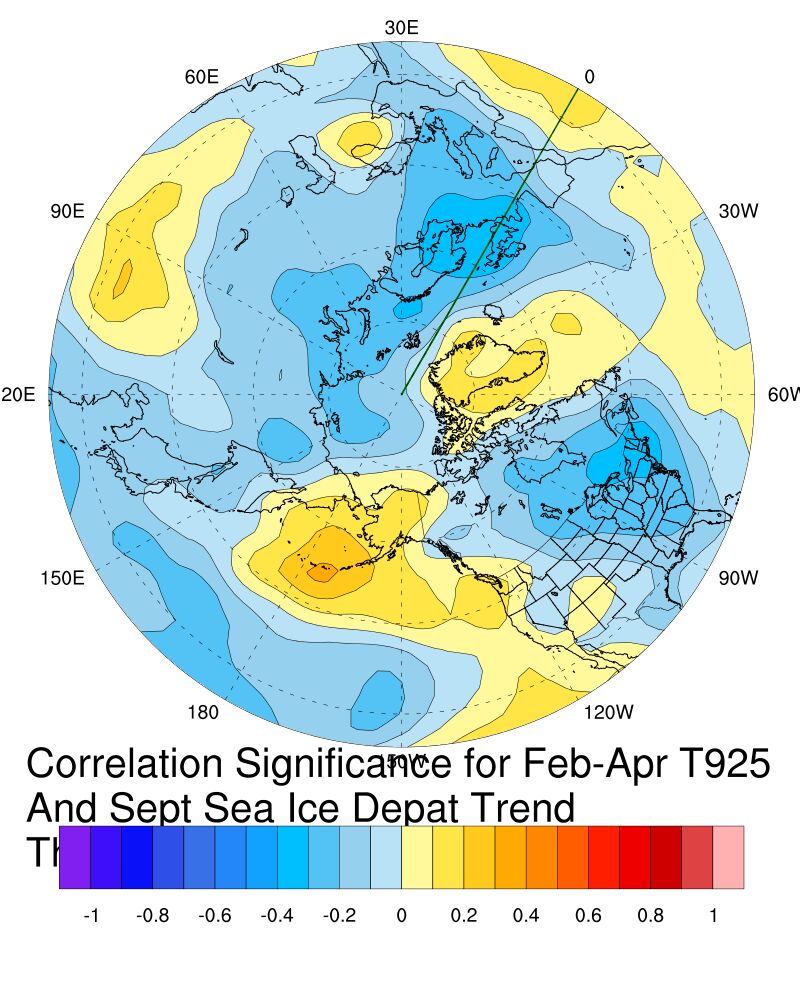 30E
60E
0
90E
30W
20E
60W
150E
90W
180
120W
150W
Correlation Significance for Feb-Apr T925
And Sept Sea Ice Depat Trend
-1 -0.8 -0.6 -0.4 -0.2 0 0.2 0.4 0.6 0.8 1